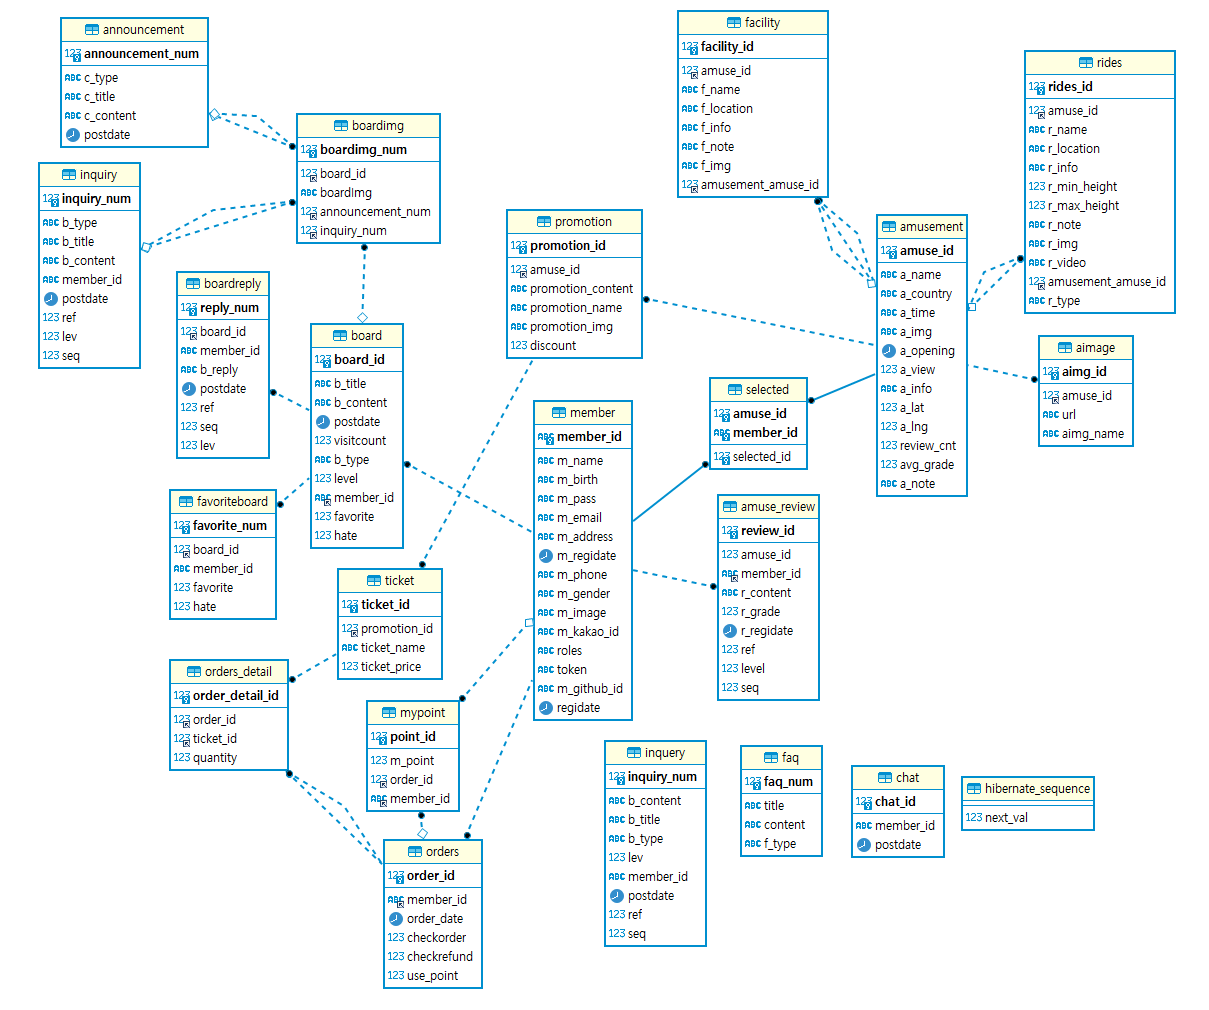 announcement
123 announcement_num
ABC c_type
ABC c_title
ABC c_content
postdate
inquiry
123 inquiry_num
ABC b_type
ABC b_title
ABC b_content
ABC member_id
postdate
123 ref
123 lev
123 seq
boardimg
123 boardimg_num
123 board_id
ABC boardImg
123 announcement_num
123 inquiry_num
boardreply
123 reply_num
123 board_id
ABC member_id
ABC b_reply
postdate
123 ref
123 seq
123 lev
board
123 board_id
ABC b_title
ABC b_content
postdate
123 visitcount
ABC b_type
123 level
ABC member_id
123 favorite
123 hate
favoriteboard
123 favorite_num
123 board_id
ABC member_id
123 favorite
123 hate
promotion
123 promotion_id
123 amuse_id
ABC promotion_content
ABC promotion_name
ABC promotion_img
123 discount
facility
123 facility_id
123 amuse_id
ABC f_name
ABC f_location
ABC f_info
ABC f_note
ABC f_img
123 amusement_amuse_id
rides
123 rides_id
123 amuse_id
ABC r_name
ABC r_location
ABC r_info
123 r_min_height
123 r_max_height
ABC r_note
ABC r_img
ABC r_video
123 amusement_amuse_id
ABC r_type
amusement
123 amuse_id
ABC a_name
ABC a_country
ABC a_time
ABC a_img
a_opening
123 a_view
ABC a_info
ABC a_lat
ABC a_lng
123 review_cnt
123 avg_grade
ABC a_note
aimage
123 aimg_id
123 amuse_id
ABC url
ABC aimg_name
selected
123 amuse_id
ABC member_id
123 selected_id
member
ABC member_id
ABC m_name
ABC m_birth
ABC m_pass
ABC m_email
ABC m_address
m_regidate
ABC m_phone
ABC m_gender
ABC m_image
ABC m_kakao_id
ABC roles
ABC token
ABC m_github_id
regidate
amuse_review
123 review_id
123 amuse_id
ABC member_id
ABC r_content
123 r_grade
r_regidate
123 ref
123 level
123 seq
ticket
123 ticket_id
123 promotion_id
ABC ticket_name
123 ticket_price
orders_detail
123 order_detail_id
123 order_id
123 ticket_id
123 quantity
mypoint
123 point_id
123 m_point
123 order_id
ABC member_id
orders
123 order_id
ABC member_id
order_date
123 checkorder
123 checkrefund
123 use_point
inquery
123 inquiry_num
ABC b_content
ABC b_title
ABC b_type
123 lev
ABC member_id
postdate
123 ref
123 seq
faq
123 faq_num
ABC title
ABC content
ABC f_type
chat
123 chat_id
ABC member_id
postdate
hibernate_sequence
123 next_val